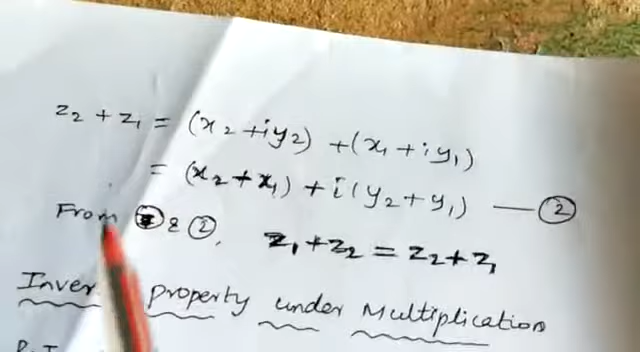 z₂ + z₁ = (x₂ + iy₂) + (x₁ + iy₁)
= (x₂ + x₁) + i(y₂ + y₁) — ②
From ① & ②, z₁ + z₂ = z₂ + z₁
property under Multiplication